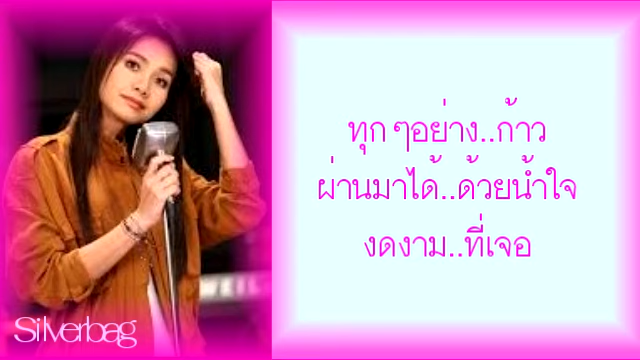 ทุกๆอย่าง..ก้าว
ผ่านมาได้..ด้วยน้ำใจ
งดงาม..ที่เจอ
Silverbag